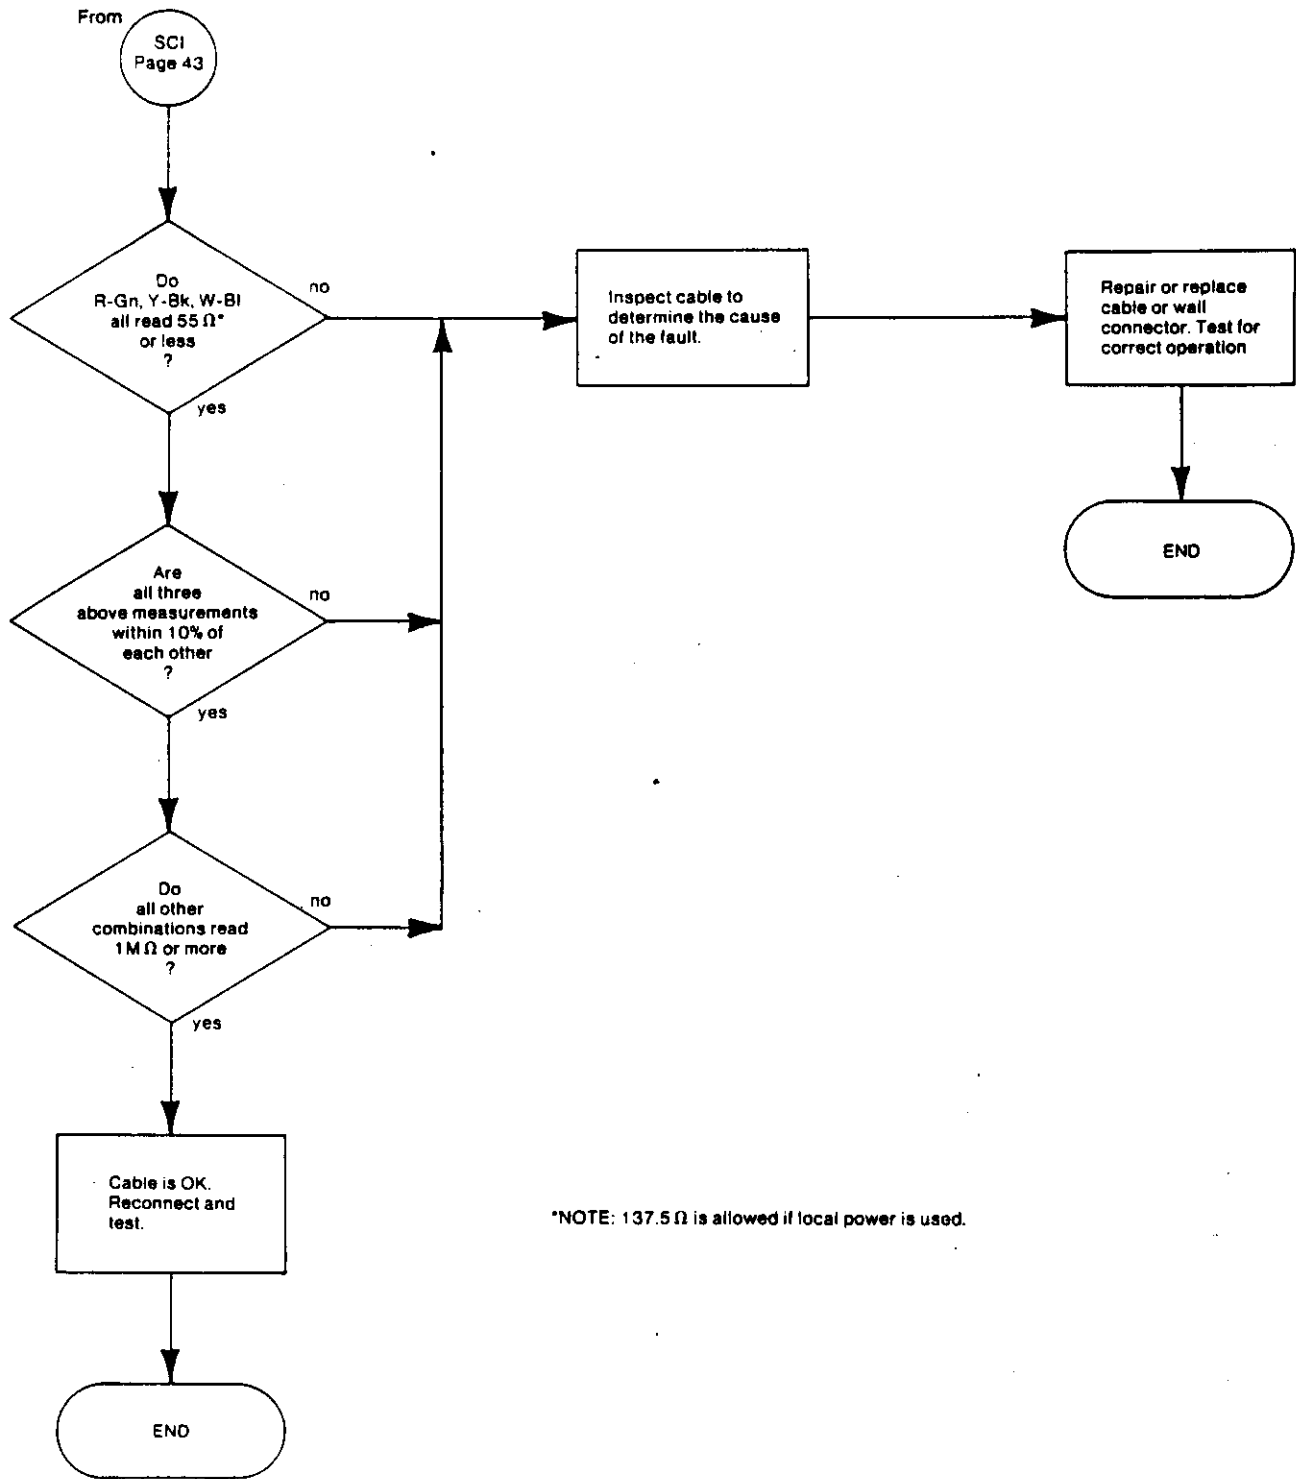 From
SCI
Page 43
Do
R-Gn, Y-Bk, W-Bl
all read 55 Ω*
or less
?
no
yes
Inspect cable to
determine the cause
of the fault.
Repair or replace
cable or wall
connector. Test for
correct operation
END
Are
all three
above measurements
within 10% of
each other
?
no
yes
Do
all other
combinations read
1M Ω or more
?
no
yes
Cable is OK.
Reconnect and
test.
*NOTE: 137.5 Ω is allowed if local power is used.
END